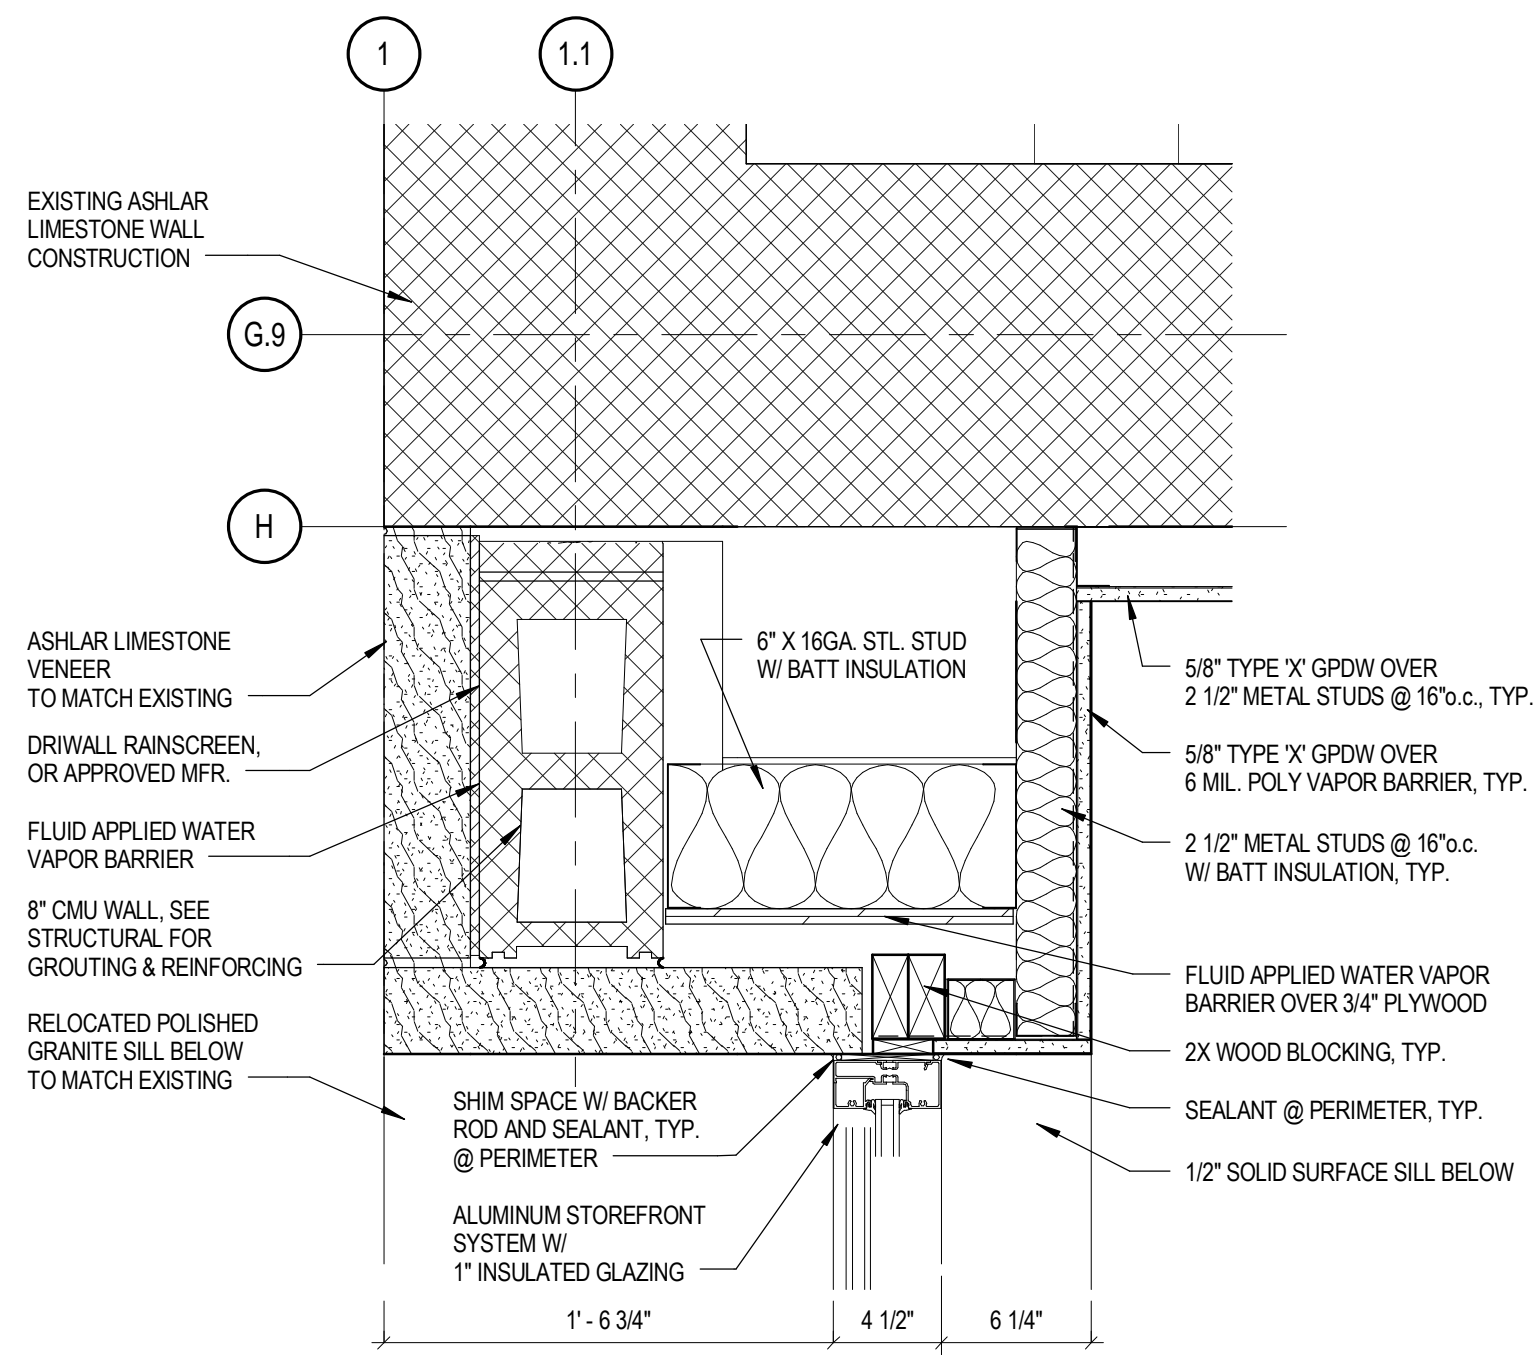 1
1.1
EXISTING ASHLAR
LIMESTONE WALL
CONSTRUCTION
G.9
H
ASHLAR LIMESTONE
VENEER
TO MATCH EXISTING
DRIWALL RAINSCREEN,
OR APPROVED MFR.
FLUID APPLIED WATER
VAPOR BARRIER
8" CMU WALL, SEE
STRUCTURAL FOR
GROUTING & REINFORCING
RELOCATED POLISHED
GRANITE SILL BELOW
TO MATCH EXISTING
6" X 16GA. STL. STUD
W/ BATT INSULATION
SHIM SPACE W/ BACKER
ROD AND SEALANT, TYP.
@ PERIMETER
ALUMINUM STOREFRONT
SYSTEM W/
1" INSULATED GLAZING
5/8" TYPE 'X' GPDW OVER
2 1/2" METAL STUDS @ 16"o.c., TYP.
5/8" TYPE 'X' GPDW OVER
6 MIL. POLY VAPOR BARRIER, TYP.
2 1/2" METAL STUDS @ 16"o.c.
W/ BATT INSULATION, TYP.
FLUID APPLIED WATER VAPOR
BARRIER OVER 3/4" PLYWOOD
2X WOOD BLOCKING, TYP.
SEALANT @ PERIMETER, TYP.
1/2" SOLID SURFACE SILL BELOW
1' - 6 3/4"
4 1/2"
6 1/4"